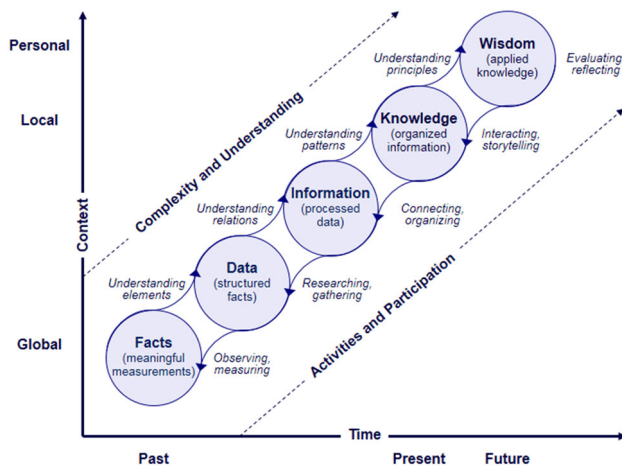 Personal
Local
Global
Context
Complexity and Understanding
Activities and Participation
Wisdom
(applied
knowledge)
Understanding
principles
Evaluating,
reflecting
Knowledge
(organized
information)
Understanding
patterns
Interacting,
storytelling
Information
(processed
data)
Understanding
relations
Connecting,
organizing
Data
(structured
facts)
Understanding
elements
Researching,
gathering
Facts
(meaningful
measurements)
Observing,
measuring
Time
Past
Present
Future